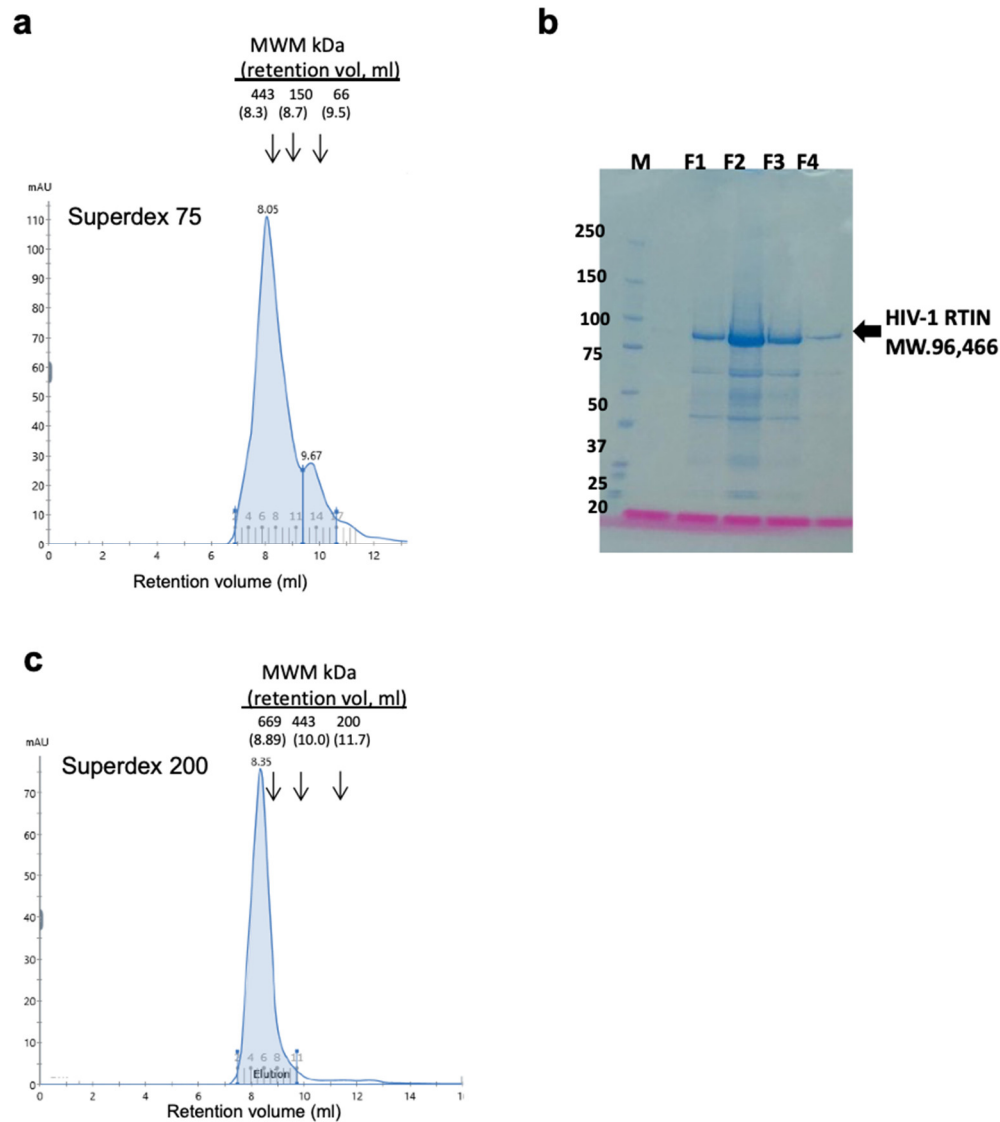 a
MWM kDa
(retention vol, ml)
443 150 66
(8.3) (8.7) (9.5)
mAU
Superdex 75
8.05
9.67
110
100
90
80
70
60
50
40
30
20
10
0
4 6 8 11 14 17
0 2 4 6 8 10 12
Retention volume (ml)
b
M F1 F2 F3 F4
250
150
100
75
50
37
25
20
HIV-1 RTIN
MW.96,466
c
MWM kDa
(retention vol, ml)
669 443 200
(8.89) (10.0) (11.7)
mAU
Superdex 200
8.35
70
60
50
40
30
20
10
0
2 4 6 8 11
Elution
0 2 4 6 8 10 12 14
Retention volume (ml)